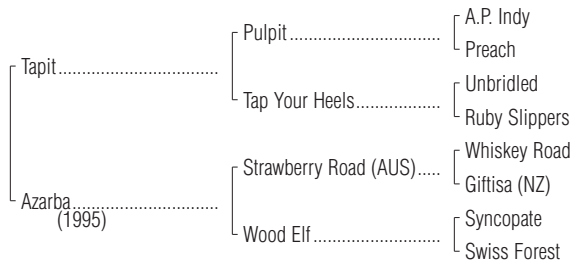 A.P. Indy
Pulpit........................................
Preach
Tapit..........................................
Unbridled
Tap Your Heels......................
Ruby Slippers
Whiskey Road
Strawberry Road (AUS).....
Giftisa (NZ)
Azarba......................................
(1995)
Syncopate
Wood Elf.................................
Swiss Forest